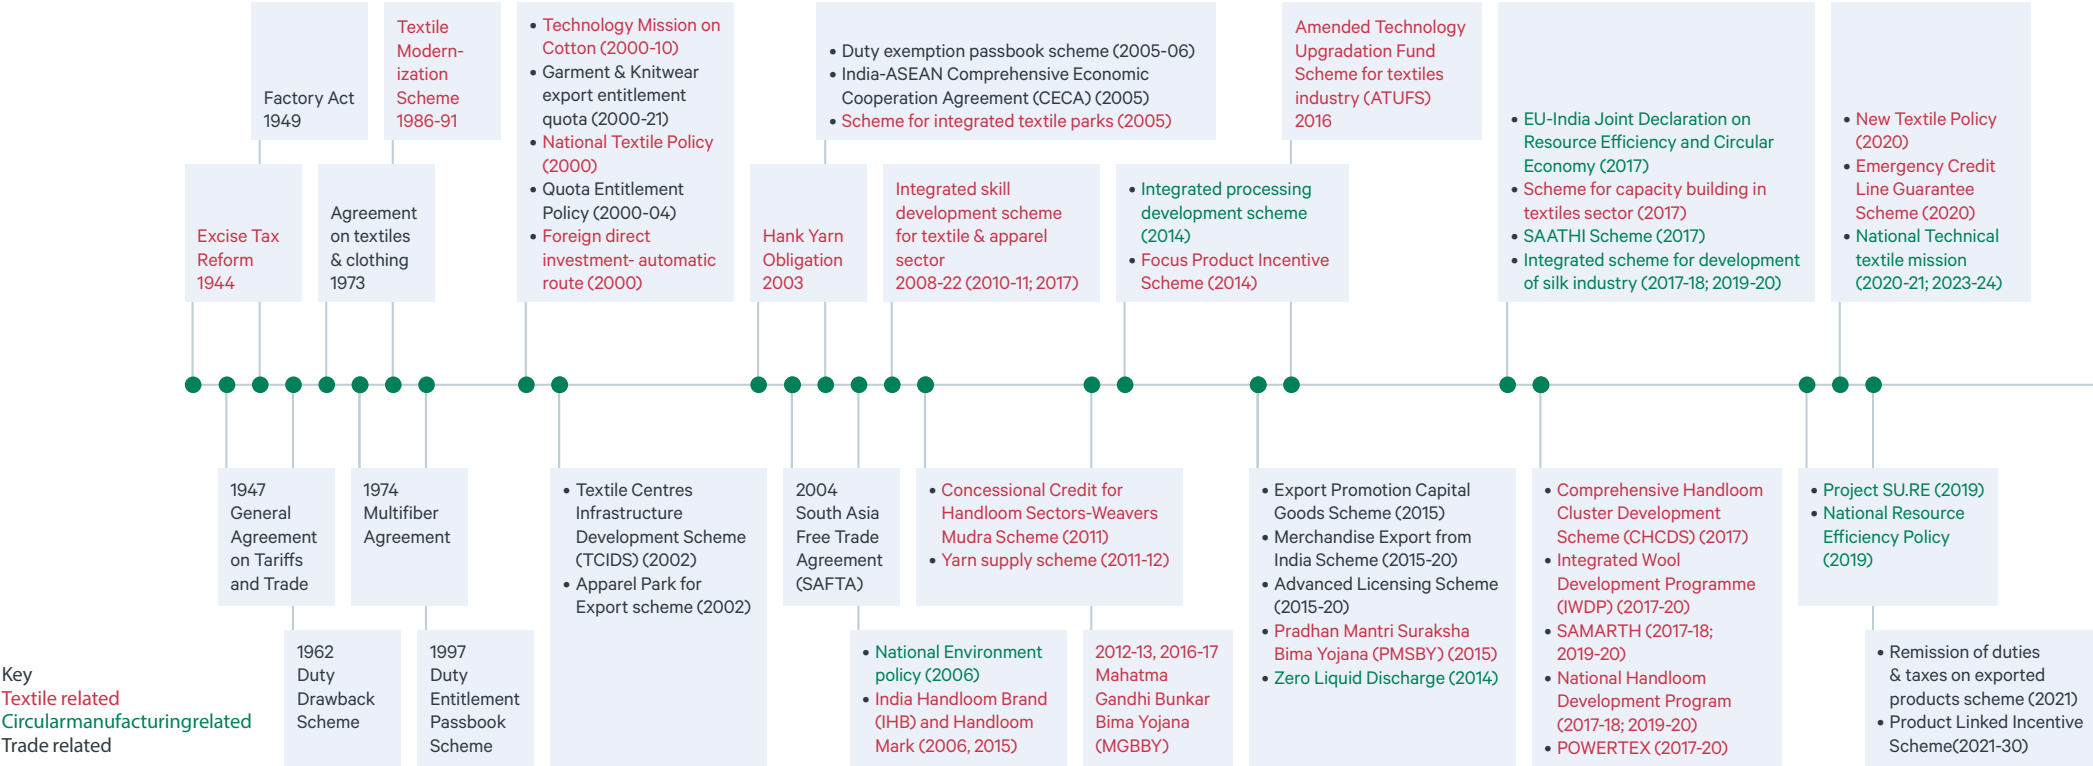 Factory Act
1949
Textile
Modern-
ization
Scheme
1986-91
• Technology Mission on
Cotton (2000-10)
• Garment & Knitwear
export entitlement
quota (2000-21)
• National Textile Policy
(2000)
• Quota Entitlement
Policy (2000-04)
• Foreign direct
investment- automatic
route (2000)
• Duty exemption passbook scheme (2005-06)
• India-ASEAN Comprehensive Economic
Cooperation Agreement (CECA) (2005)
• Scheme for integrated textile parks (2005)
Amended Technology
Upgradation Fund
Scheme for textiles
industry (ATUFS)
2016
• EU-India Joint Declaration on
Resource Efficiency and Circular
Economy (2017)
• Scheme for capacity building in
textiles sector (2017)
• SAATHI Scheme (2017)
• Integrated scheme for development
of silk industry (2017-18; 2019-20)
• New Textile Policy
(2020)
• Emergency Credit
Line Guarantee
Scheme (2020)
• National Technical
textile mission
(2020-21; 2023-24)
Excise Tax
Reform
1944
Agreement
on textiles
& clothing
1973
Hank Yarn
Obligation
2003
Integrated skill
development scheme
for textile & apparel
sector
2008-22 (2010-11; 2017)
• Integrated processing
development scheme
(2014)
• Focus Product Incentive
Scheme (2014)
1947
General
Agreement
on Tariffs
and Trade
1974
Multifiber
Agreement
• Textile Centres
Infrastructure
Development Scheme
(TCIDS) (2002)
• Apparel Park for
Export scheme (2002)
2004
South Asia
Free Trade
Agreement
(SAFTA)
• Concessional Credit for
Handloom Sectors-Weavers
Mudra Scheme (2011)
• Yarn supply scheme (2011-12)
• Export Promotion Capital
Goods Scheme (2015)
• Merchandise Export from
India Scheme (2015-20)
• Advanced Licensing Scheme
(2015-20)
• Pradhan Mantri Suraksha
Bima Yojana (PMSBY) (2015)
• Zero Liquid Discharge (2014)
• Comprehensive Handloom
Cluster Development
Scheme (CHCDS) (2017)
• Integrated Wool
Development Programme
(IWDP) (2017-20)
• SAMARTH (2017-18;
2019-20)
• National Handloom
Development Program
(2017-18; 2019-20)
• POWERTEX (2017-20)
• Project SU.RE (2019)
• National Resource
Efficiency Policy
(2019)
1962
Duty
Drawback
Scheme
1997
Duty
Entitlement
Passbook
Scheme
• National Environment
policy (2006)
• India Handloom Brand
(IHB) and Handloom
Mark (2006, 2015)
2012-13, 2016-17
Mahatma
Gandhi Bunkar
Bima Yojana
(MGBBY)
• Remission of duties
& taxes on exported
products scheme (2021)
• Product Linked Incentive
Scheme(2021-30)
Key
Textile related
Circularmanufacturingrelated
Trade related